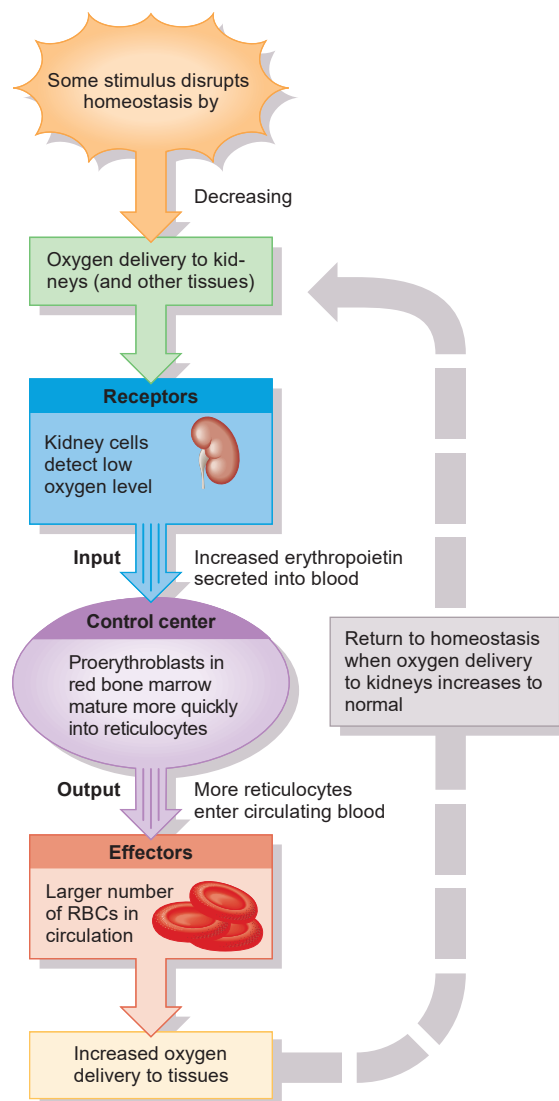 Some stimulus disrupts
homeostasis by
Decreasing
Oxygen delivery to kid-
neys (and other tissues)
Receptors
Kidney cells
detect low
oxygen level
Input
Increased erythropoietin
secreted into blood
Control center
Proerythroblasts in
red bone marrow
mature more quickly
into reticulocytes
Return to homeostasis
when oxygen delivery
to kidneys increases to
normal
Output
More reticulocytes
enter circulating blood
Effectors
Larger number
of RBCs in
circulation
Increased oxygen
delivery to tissues